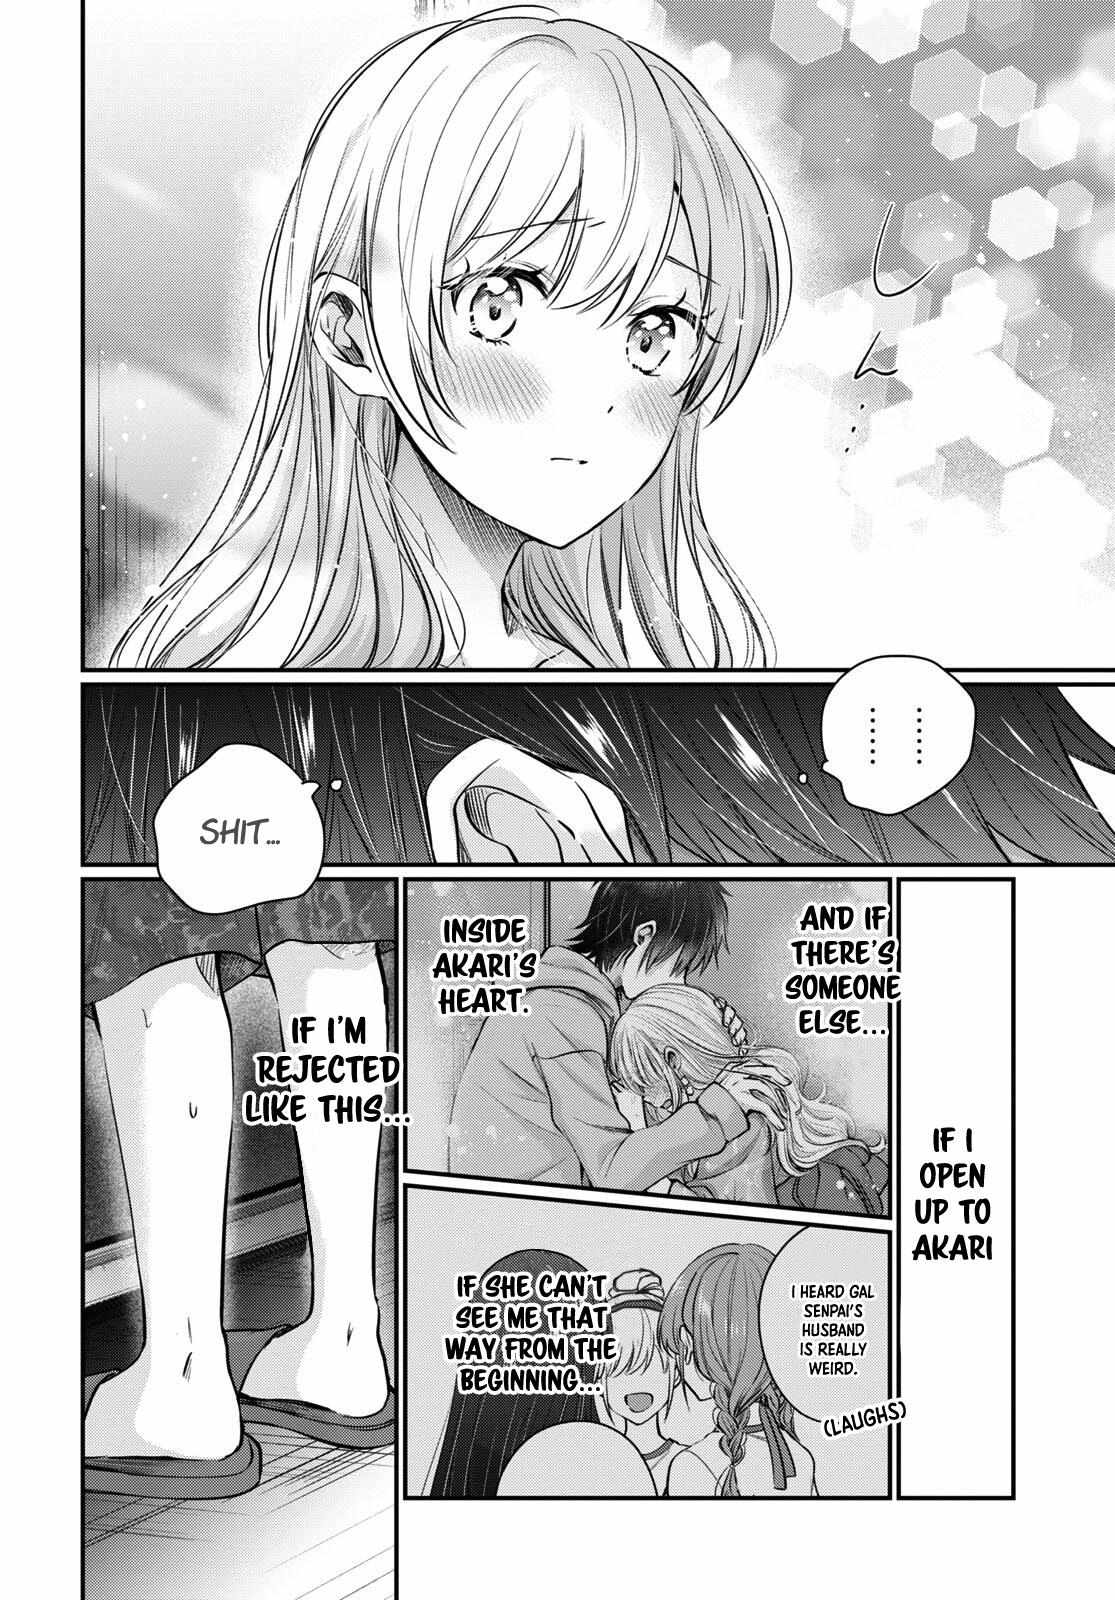 ......
......
SHIT...
IF I
OPEN
UP TO
AKARI
AND IF
THERE'S
SOMEONE
ELSE...
INSIDE
AKARI'S
HEART.
I HEARD GAL
SENPAI'S
HUSBAND
IS REALLY
WEIRD.
(LAUGHS)
IF SHE CAN'T
SEE ME THAT
WAY FROM THE
BEGINNING...
IF I'M
REJECTED
LIKE THIS...